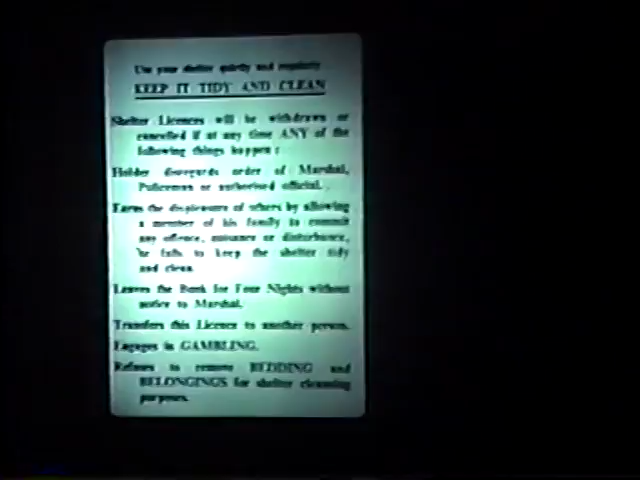 Use your shelter quietly and regularly
KEEP IT TIDY AND CLEAN
Shelter Licences will be withdrawn or
cancelled if at any time ANY of the
following things happen :
Holder disregards order of Marshal,
Policeman or authorised official.
Earns the displeasure of others by allowing
a member of his family to commit
any offence, nuisance or disturbance,
he fails to keep the shelter tidy
and clean
Leaves the Bunk for Four Nights without
notice to Marshal.
Transfers this Licence to another person.
Engages in GAMBLING.
Refuses to remove BEDDING and
BELONGINGS for shelter cleansing
purposes.